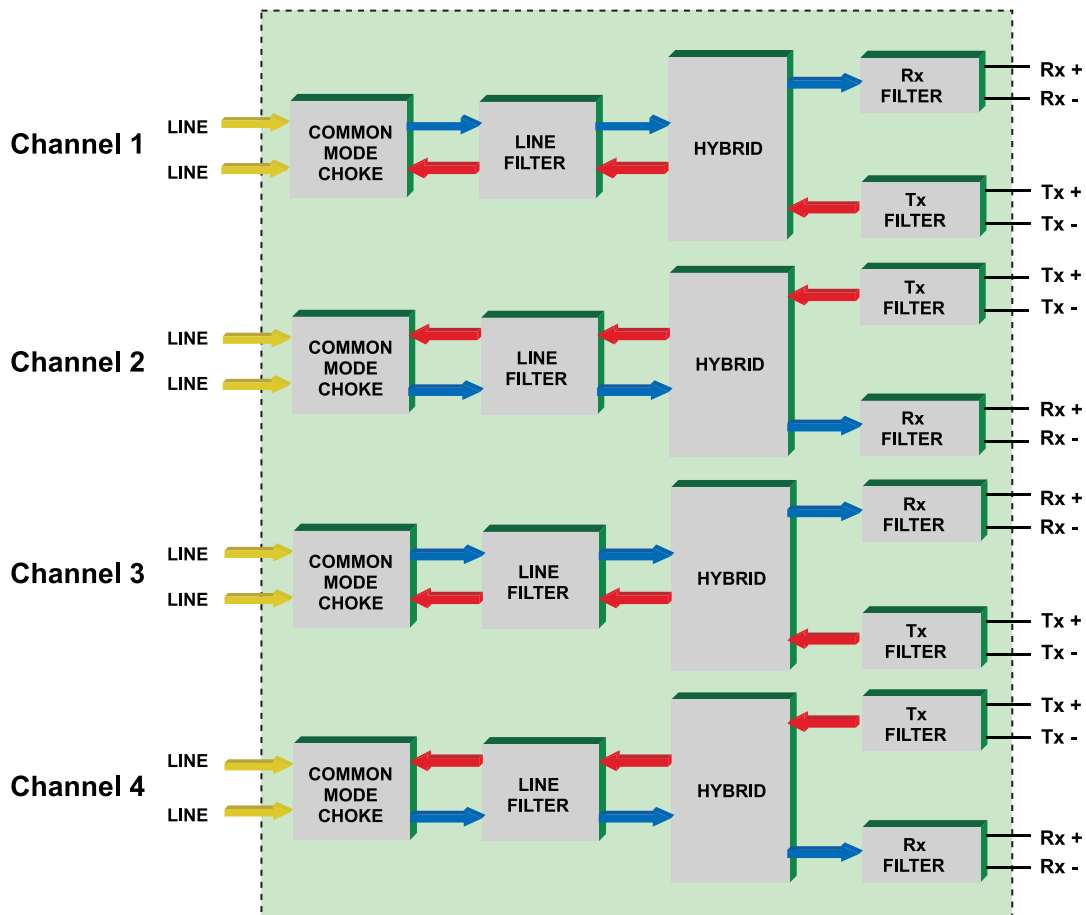 Channel 1
LINE
LINE
COMMON
MODE
CHOKE
LINE
FILTER
HYBRID
Rx
FILTER
Rx +
Rx -
Tx
FILTER
Tx +
Tx -
Channel 2
LINE
LINE
COMMON
MODE
CHOKE
LINE
FILTER
HYBRID
Tx
FILTER
Tx +
Tx -
Rx
FILTER
Rx +
Rx -
Channel 3
LINE
LINE
COMMON
MODE
CHOKE
LINE
FILTER
HYBRID
Rx
FILTER
Rx +
Rx -
Tx
FILTER
Tx +
Tx -
Channel 4
LINE
LINE
COMMON
MODE
CHOKE
LINE
FILTER
HYBRID
Tx
FILTER
Tx +
Tx -
Rx
FILTER
Rx +
Rx -